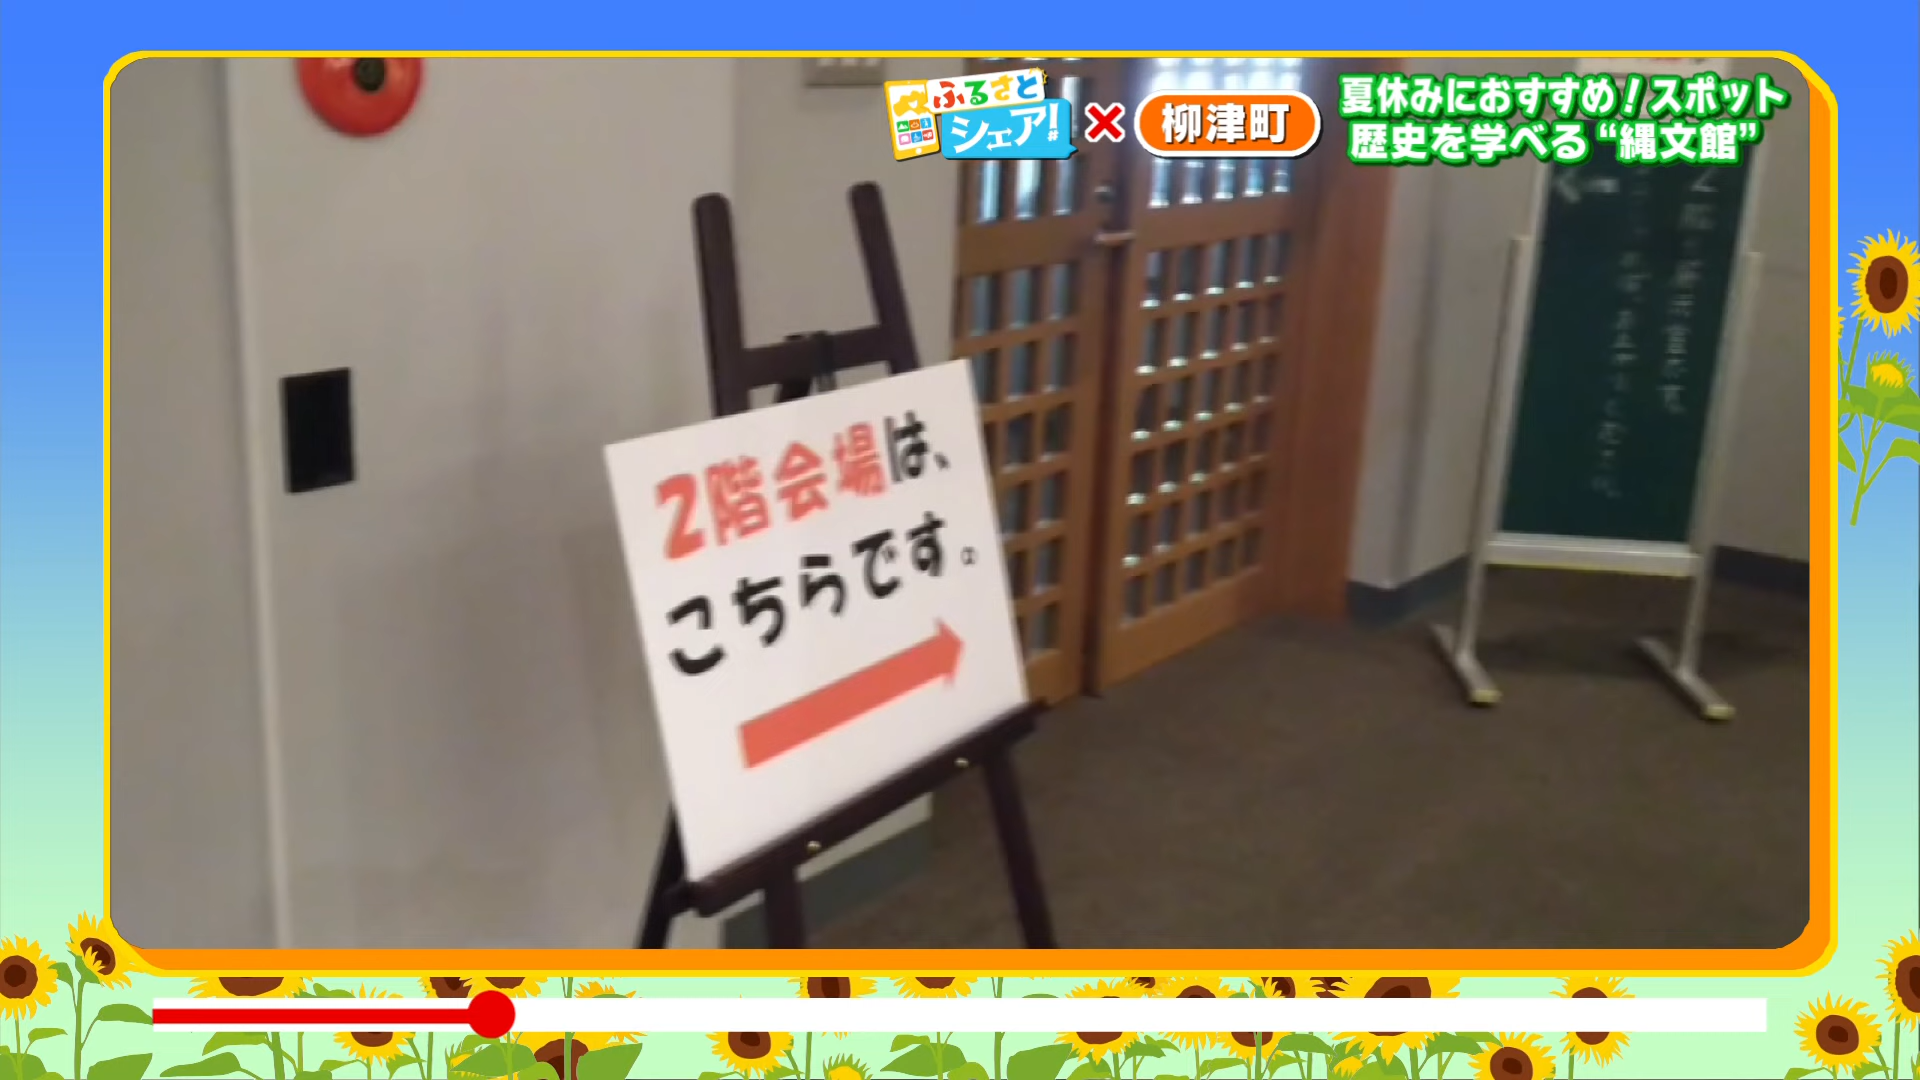 ふるさと
シェア!#
×
柳津町
夏休みにおすすめ!スポット
歴史を学べる“縄文館”
2階会場は、
こちらです。